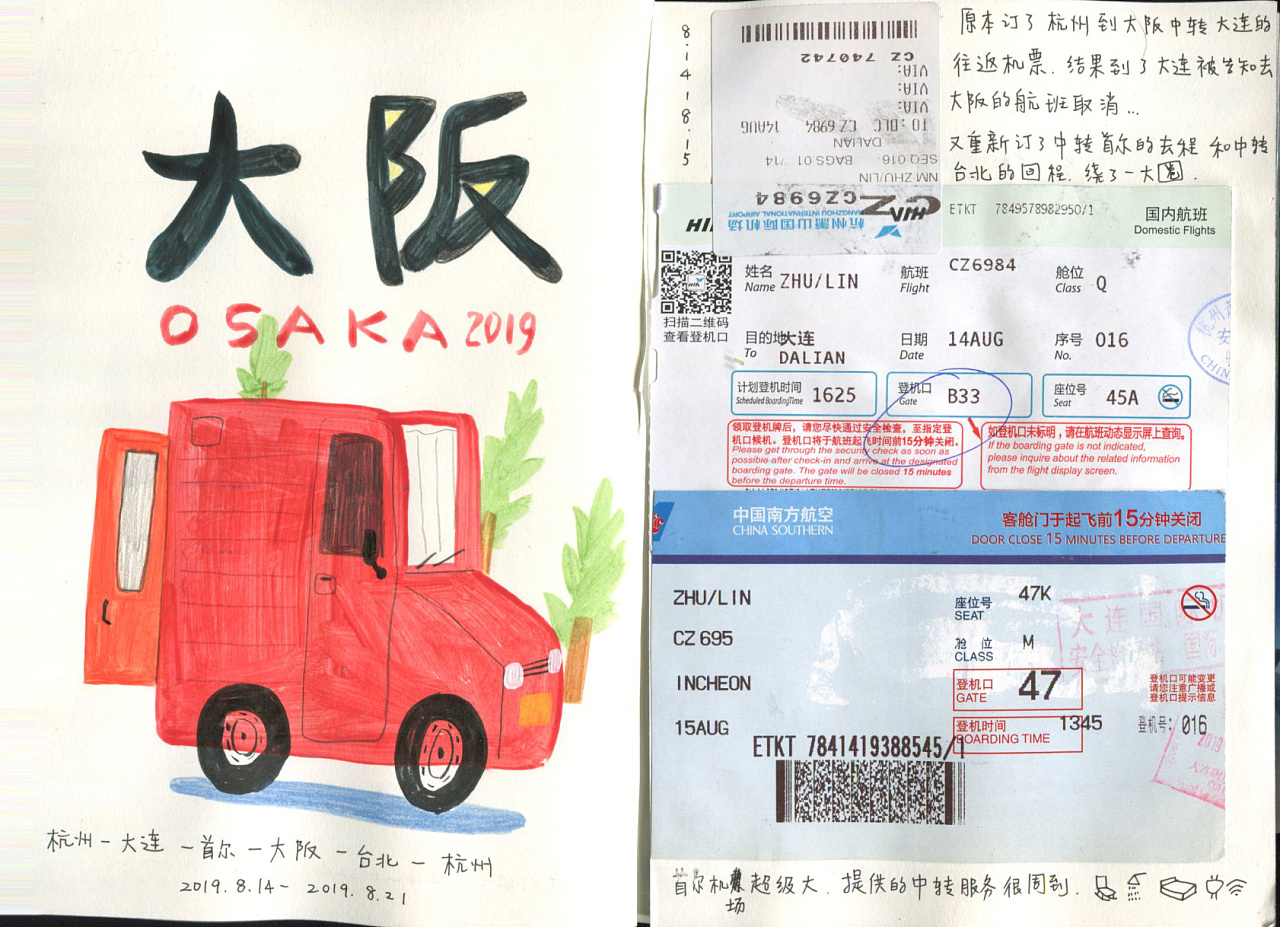 大阪
OSAKA 2019
杭州-大连-首尔-大阪-台北-杭州
2019.8.14- 2019.8.21
8.14-8.15
原本订了杭州到大阪中转大连的
往返机票.结果到了大连被告知去
大阪的航班取消...
又重新订了中转首尔的去程和中转
台北的回程.绕了一大圈.
CZ 740742
VIA:
VIA:
VIA:
TO:DLC CZ 6984 14AUG
DALIAN
SEQ 016 BAGS 01 /14
NM ZHU/LIN
CZ6984
杭州萧山国际机场
HANGZHOU INTERNATIONAL AIRPORT
ETKT 7849578982950/1
国内航班
Domestic Flights
扫描二维码
查看登机口
姓名 Name ZHU/LIN
航班 Flight CZ6984
舱位 Class Q
目的地 To 大连
DALIAN
日期 Date 14AUG
序号 No. 016
计划登机时间 Scheduled BoardingTime 1625
登机口 Gate B33
座位号 Seat 45A
领取登机牌后，请您尽快通过安全检查，至指定登
机口候机。登机口将于航班起飞时间前15分钟关闭。
Please get through the security check as soon as
possible after check-in and arrive at the designated
boarding gate. The gate will be closed 15 minutes
before the departure time.
如登机口未标明，请在航班动态显示屏上查询。
If the boarding gate is not indicated,
please inquire about the related information
from the flight display screen.
中国南方航空
CHINA SOUTHERN
客舱门于起飞前15分钟关闭
DOOR CLOSE 15 MINUTES BEFORE DEPARTURE
ZHU/LIN
座位号 SEAT 47K
CZ 695
舱 位 CLASS M
INCHEON
登机口 GATE 47
登机口可能变更
请您注意广播或
登机口提示信息
15AUG
登机时间 BOARDING TIME 1345
登机号: 016
ETKT 7841419388545/1
大连国
安全
国际
2019
首尔机场超级大.提供的中转服务很周到.